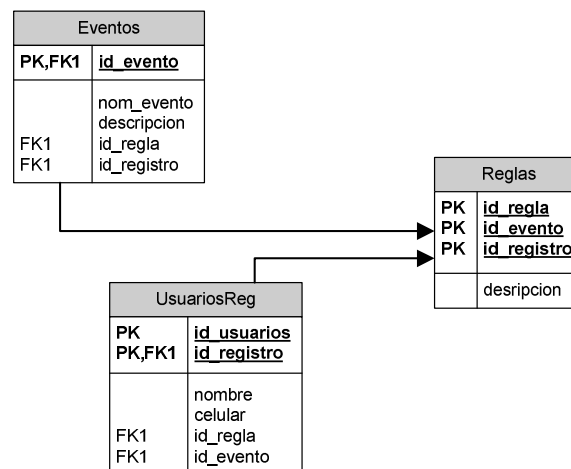 Eventos
PK,FK1 id_evento
nom_evento
descripcion
FK1 id_regla
FK1 id_registro
Reglas
PK id_regla
PK id_evento
PK id_registro
desripcion
UsuariosReg
PK id_usuarios
PK,FK1 id_registro
nombre
celular
FK1 id_regla
FK1 id_evento